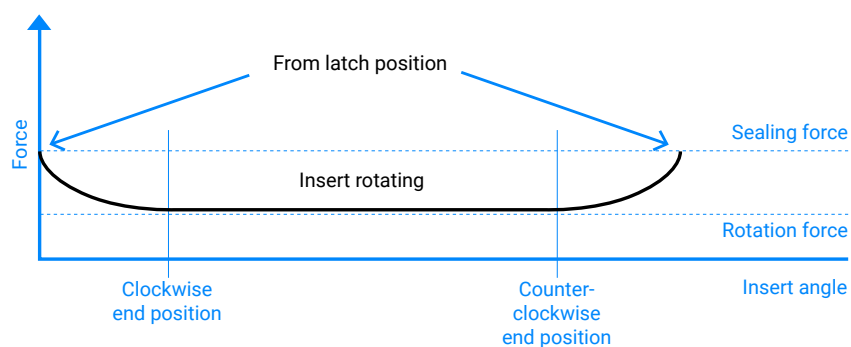 From latch position
Force
Sealing force
Insert rotating
Rotation force
Clockwise
end position
Counter-
clockwise
end position
Insert angle